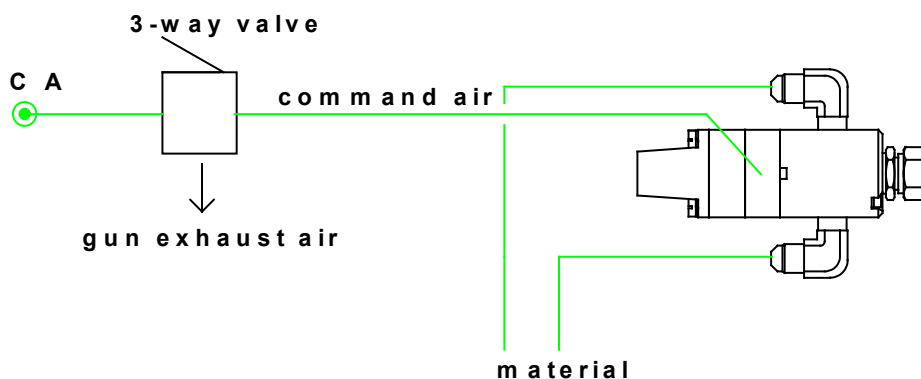 3-way valve
C A
command air
gun exhaust air
material